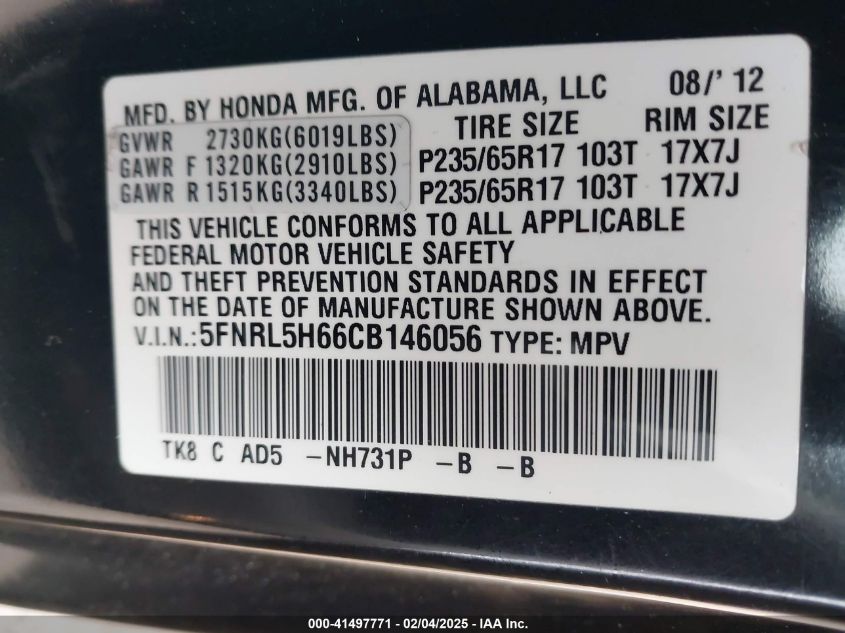 MFD. BY HONDA MFG. OF ALABAMA, LLC 08/' 12
GVWR 2730KG(6019LBS) TIRE SIZE RIM SIZE
GAWR F 1320KG(2910LBS) P235/65R17 103T 17X7J
GAWR R 1515KG(3340LBS) P235/65R17 103T 17X7J
THIS VEHICLE CONFORMS TO ALL APPLICABLE
FEDERAL MOTOR VEHICLE SAFETY
AND THEFT PREVENTION STANDARDS IN EFFECT
ON THE DATE OF MANUFACTURE SHOWN ABOVE.
V.I.N.:5FNRL5H66CB146056 TYPE: MPV
TK8 C AD5 -NH731P -B -B
000-41497771 - 02/04/2025 - IAA Inc.